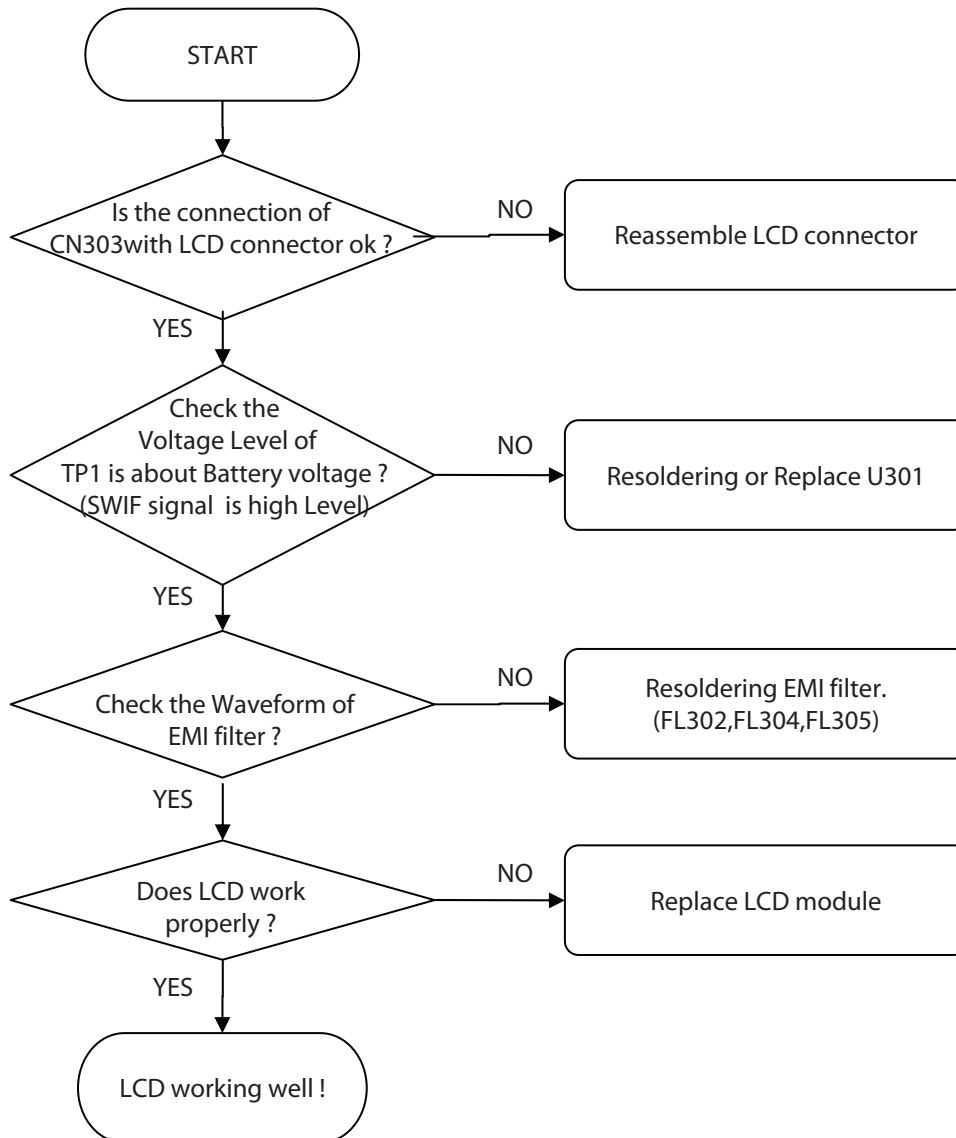 START
Is the connection of
CN303with LCD connector ok ?
NO
Reassemble LCD connector
YES
Check the
Voltage Level of
TP1 is about Battery voltage ?
(SWIF signal  is high Level)
NO
Resoldering or Replace U301
YES
Check the Waveform of
EMI filter ?
NO
Resoldering EMI filter.
(FL302,FL304,FL305)
YES
Does LCD work
properly ?
NO
Replace LCD module
YES
LCD working well !